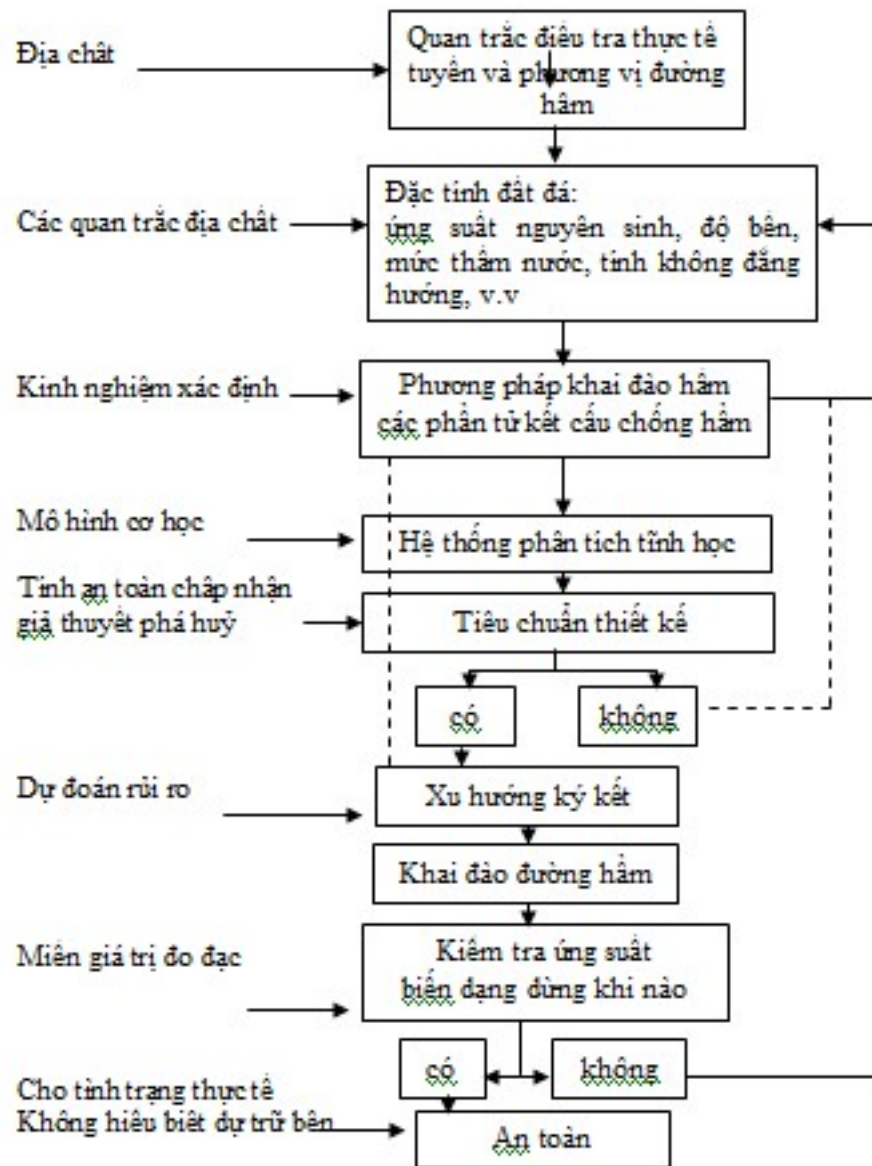 Địa chất
Quan trắc điều tra thực tế
tuyến và phương vị đường
hầm
Các quan trắc địa chất
Đặc tính đất đá:
ứng suất nguyên sinh, độ bền,
mức thấm nước, tính không đẳng
hướng, v.v
Kinh nghiệm xác định
Phương pháp khai đào hầm
các phần tử kết cấu chống hầm
Mô hình cơ học
Hệ thống phân tích tĩnh học
Tính an toàn chấp nhận
giả thuyết phá huỷ
Tiêu chuẩn thiết kế
có
không
Dự đoán rủi ro
Xu hướng ký kết
Khai đào đường hầm
Miền giá trị đo đạc
Kiểm tra ứng suất
biến dạng dừng khi nào
có
không
Cho tình trạng thực tế
Không hiểu biết dự trữ bền
An toàn